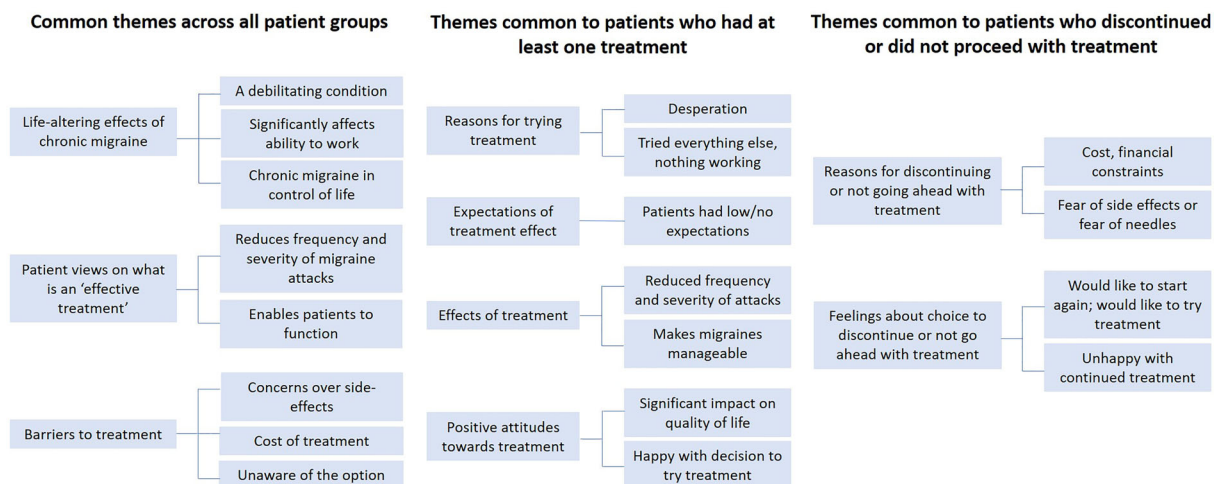 Common themes across all patient groups
Life-altering effects of
chronic migraine
A debilitating condition
Significantly affects
ability to work
Chronic migraine in
control of life
Patient views on what
is an ‘effective
treatment’
Reduces frequency and
severity of migraine
attacks
Enables patients to
function
Barriers to treatment
Concerns over side-
effects
Cost of treatment
Unaware of the option
Themes common to patients who had at
least one treatment
Reasons for trying
treatment
Desperation
Tried everything else,
nothing working
Expectations of
treatment effect
Patients had low/no
expectations
Effects of treatment
Reduced frequency
and severity of attacks
Makes migraines
manageable
Positive attitudes
towards treatment
Significant impact on
quality of life
Happy with decision to
try treatment
Themes common to patients who discontinued
or did not proceed with treatment
Reasons for discontinuing
or not going ahead with
treatment
Cost, financial
constraints
Fear of side effects or
fear of needles
Feelings about choice to
discontinue or not go
ahead with treatment
Would like to start
again; would like to try
treatment
Unhappy with
continued treatment